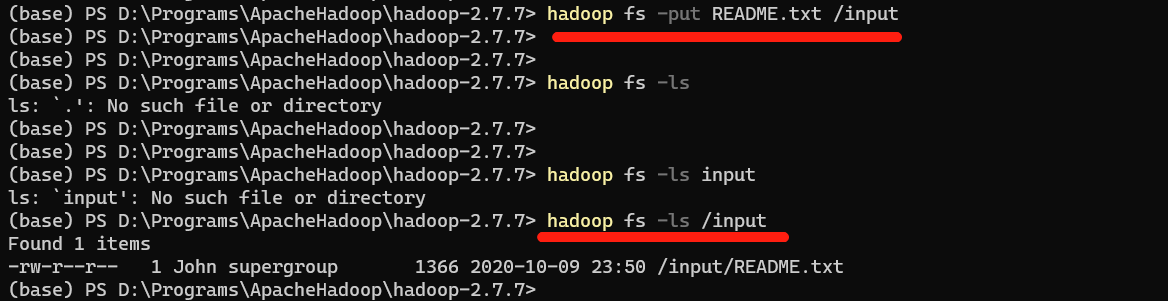 (base) PS D:\Programs\ApacheHadoop\hadoop-2.7.7> hadoop fs -put README.txt /input
(base) PS D:\Programs\ApacheHadoop\hadoop-2.7.7>
(base) PS D:\Programs\ApacheHadoop\hadoop-2.7.7>
(base) PS D:\Programs\ApacheHadoop\hadoop-2.7.7> hadoop fs -ls
ls: `.': No such file or directory
(base) PS D:\Programs\ApacheHadoop\hadoop-2.7.7>
(base) PS D:\Programs\ApacheHadoop\hadoop-2.7.7>
(base) PS D:\Programs\ApacheHadoop\hadoop-2.7.7> hadoop fs -ls input
ls: `input': No such file or directory
(base) PS D:\Programs\ApacheHadoop\hadoop-2.7.7> hadoop fs -ls /input
Found 1 items
-rw-r--r--   1 John supergroup       1366 2020-10-09 23:50 /input/README.txt
(base) PS D:\Programs\ApacheHadoop\hadoop-2.7.7>